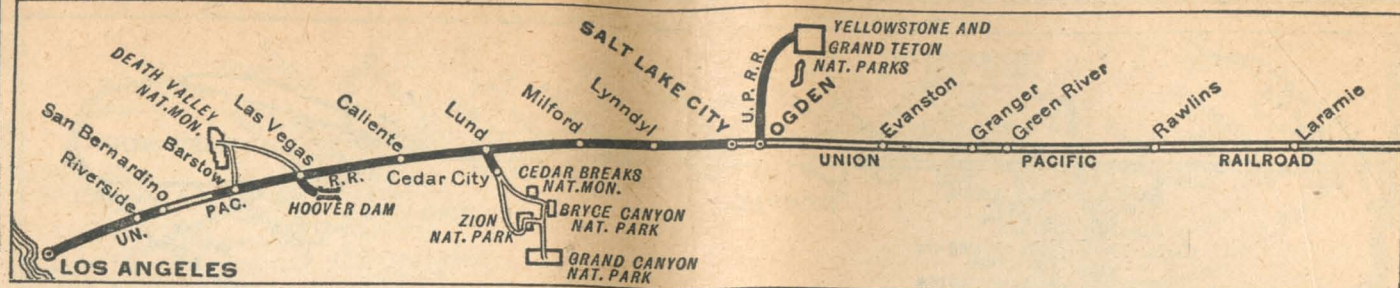 DEATH VALLEY
NAT. MON.
San Bernardino
Riverside
Barstow
Las Vegas
Caliente
Lund
Milford
Lynndyl
SALT LAKE CITY
OGDEN
U.P. R.R.
YELLOWSTONE AND
GRAND TETON
NAT. PARKS
Evanston
Granger
Green River
Rawlins
Laramie
UNION PACIFIC RAILROAD
UN. PAC. R.R.
HOOVER DAM
Cedar City
CEDAR BREAKS
NAT. MON.
BRYCE CANYON
NAT. PARK
ZION
NAT. PARK
GRAND CANYON
NAT. PARK
LOS ANGELES